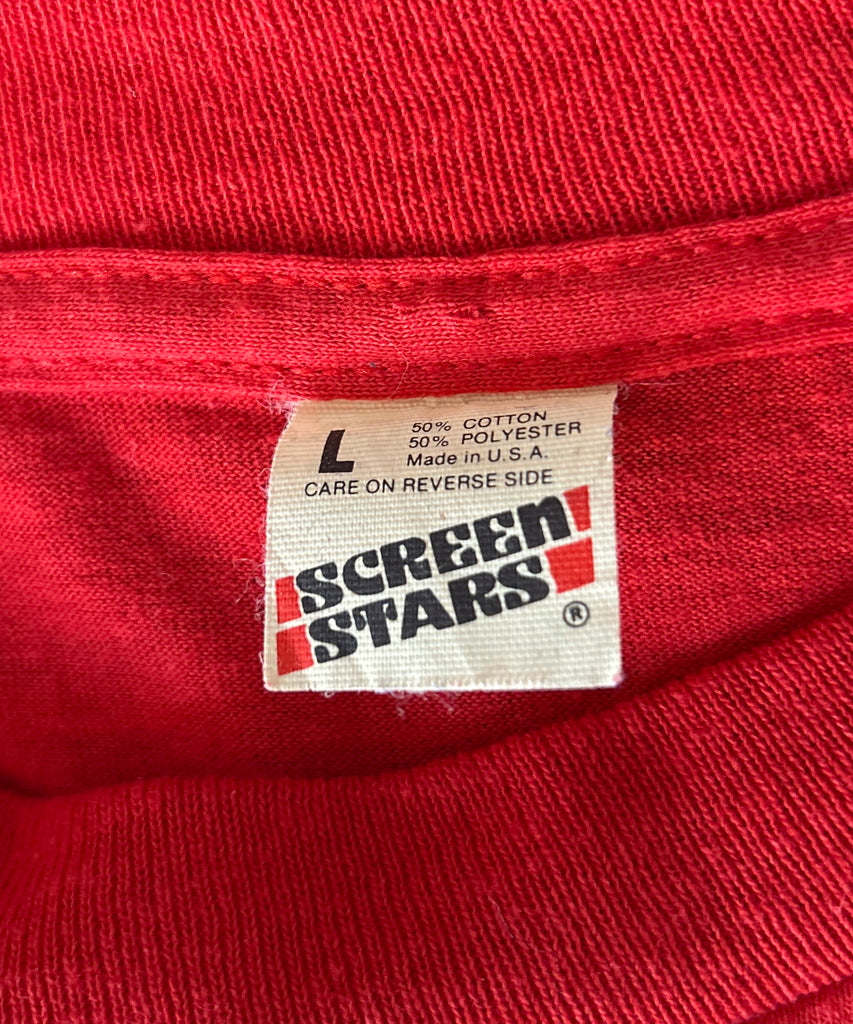 L
50% COTTON
50% POLYESTER
Made in U.S.A.
CARE ON REVERSE SIDE
SCREEN
STARS
®